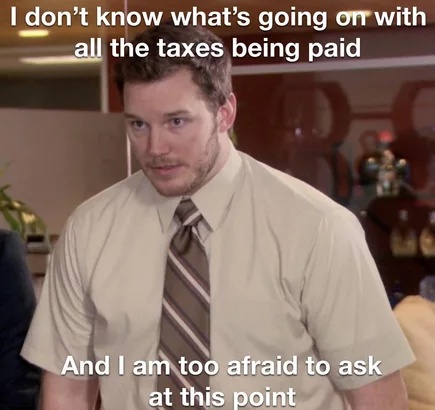 I don’t know what’s going on with
all the taxes being paid
And I am too afraid to ask
at this point